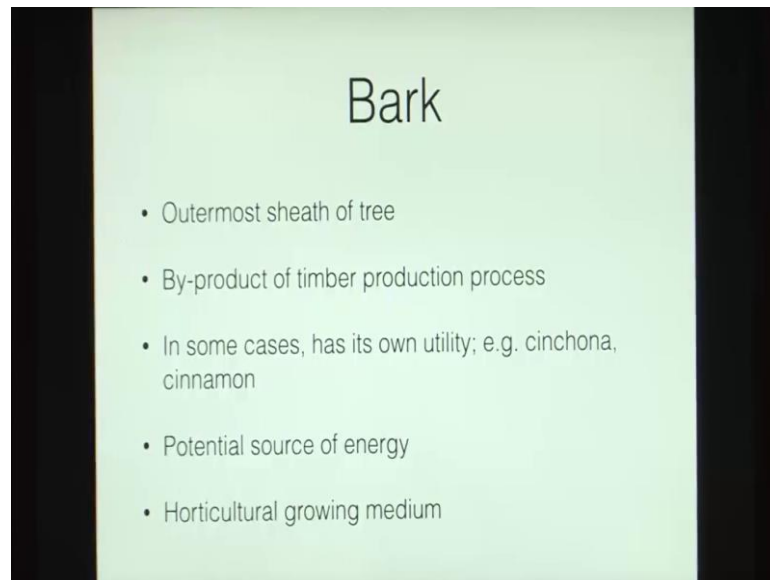 Bark
• Outermost sheath of tree
• By-product of timber production process
• In some cases, has its own utility; e.g. cinchona,
cinnamon
• Potential source of energy
• Horticultural growing medium